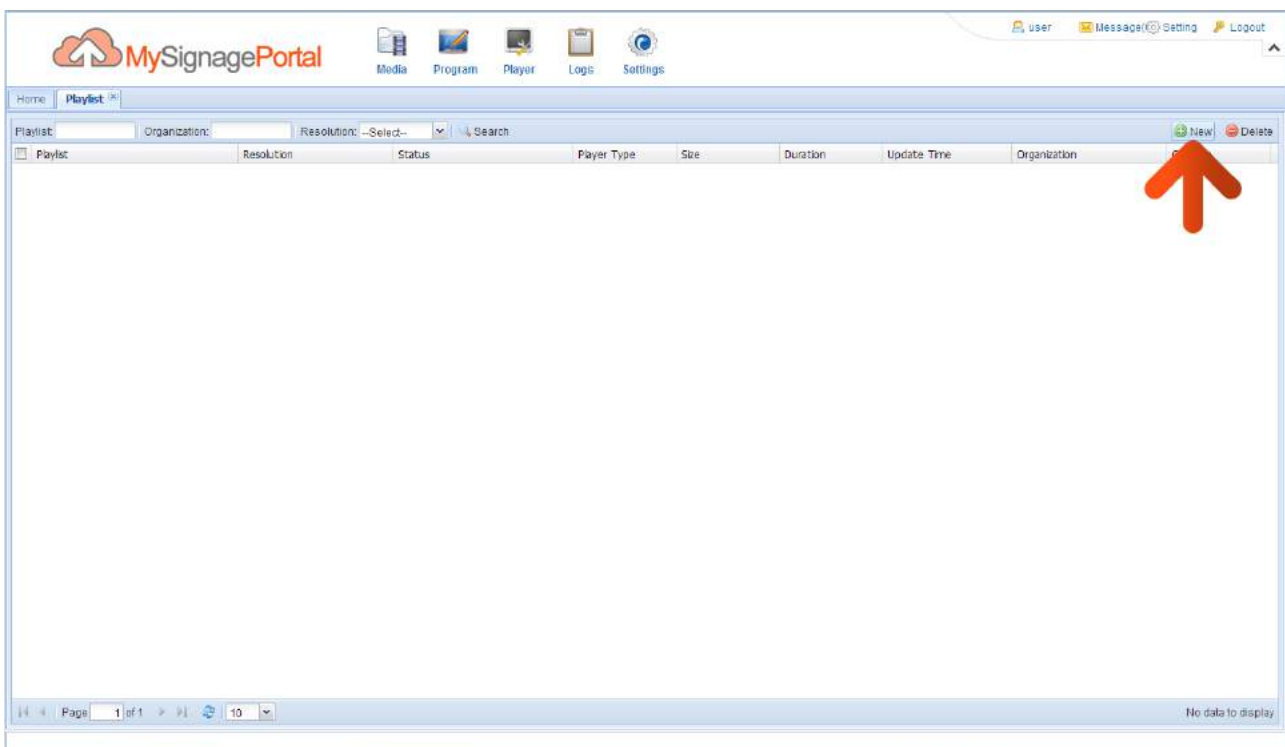 user Message(6) Setting Logout
MySignagePortal
Media Program Player Logs Settings
Home Playlist
Playlist: Organization: Resolution: --Select-- Search New Delete
Playlist Resolution Status Player Type Size Duration Update Time Organization
Page 1 of 1 10 No data to display